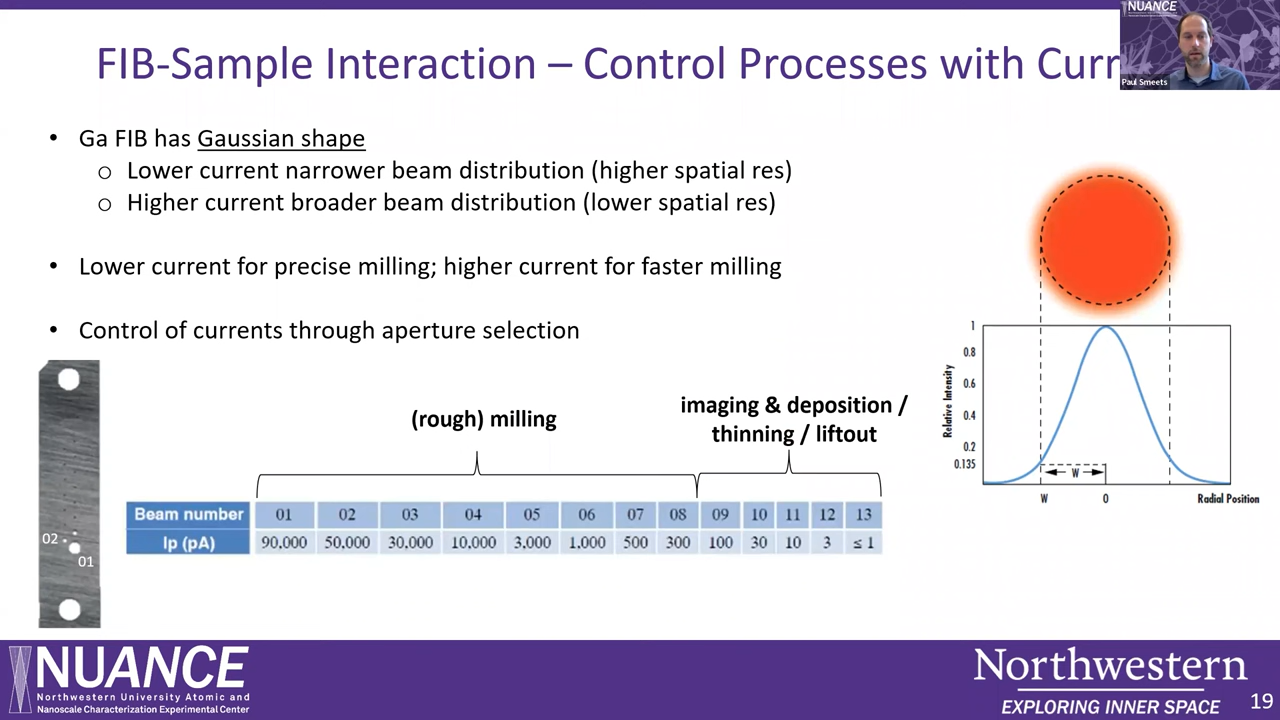 NUANCE
Paul Smeets
FIB-Sample Interaction – Control Processes with Curr
• Ga FIB has Gaussian shape
o Lower current narrower beam distribution (higher spatial res)
o Higher current broader beam distribution (lower spatial res)
• Lower current for precise milling; higher current for faster milling
• Control of currents through aperture selection
02
01
(rough) milling
imaging & deposition /
thinning / liftout
Beam number 01 02 03 04 05 06 07 08 09 10 11 12 13
Ip (pA) 90,000 50,000 30,000 10,000 3,000 1,000 500 300 100 30 10 3 ≤ 1
Relative Intensity
1
0.8
0.6
0.4
0.2
0.135
W
W 0 Radial Position
NUANCE
Northwestern University Atomic and
Nanoscale Characterization Experimental Center
Northwestern
EXPLORING INNER SPACE
19